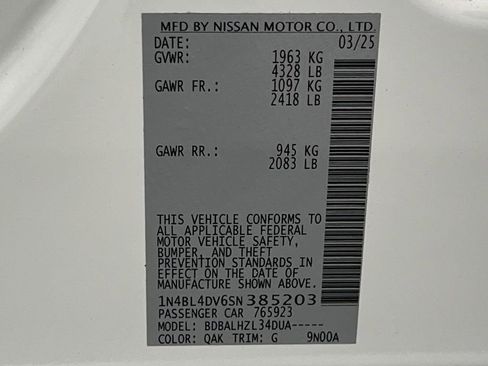 MFD BY NISSAN MOTOR CO., LTD.
DATE: 03/25
GVWR: 1963 KG
4328 LB
GAWR FR.: 1097 KG
2418 LB
GAWR RR.: 945 KG
2083 LB
THIS VEHICLE CONFORMS TO
ALL APPLICABLE FEDERAL
MOTOR VEHICLE SAFETY,
BUMPER, AND THEFT
PREVENTION STANDARDS IN
EFFECT ON THE DATE OF
MANUFACTURE SHOWN ABOVE.
1N4BL4DV6SN385203
PASSENGER CAR 765923
MODEL: BDBALHZL34DUA-----
COLOR: QAK TRIM: G 9N00A